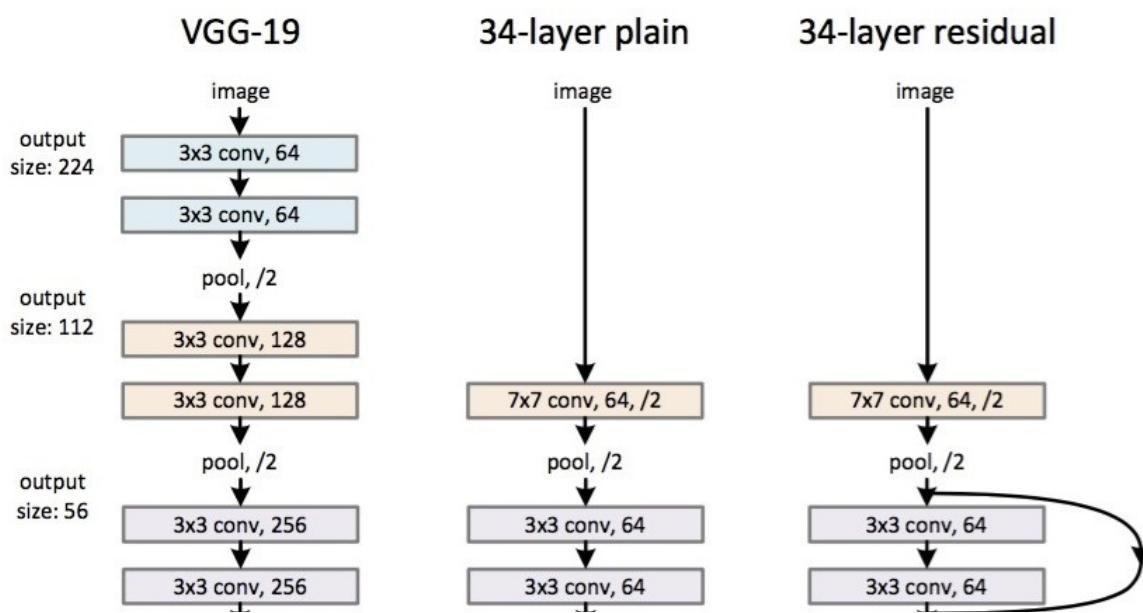 VGG-19
34-layer plain
34-layer residual
image
image
image
output
size: 224
3x3 conv, 64
3x3 conv, 64
pool, /2
output
size: 112
3x3 conv, 128
3x3 conv, 128
7x7 conv, 64, /2
7x7 conv, 64, /2
pool, /2
pool, /2
pool, /2
output
size: 56
3x3 conv, 256
3x3 conv, 64
3x3 conv, 64
3x3 conv, 256
3x3 conv, 64
3x3 conv, 64